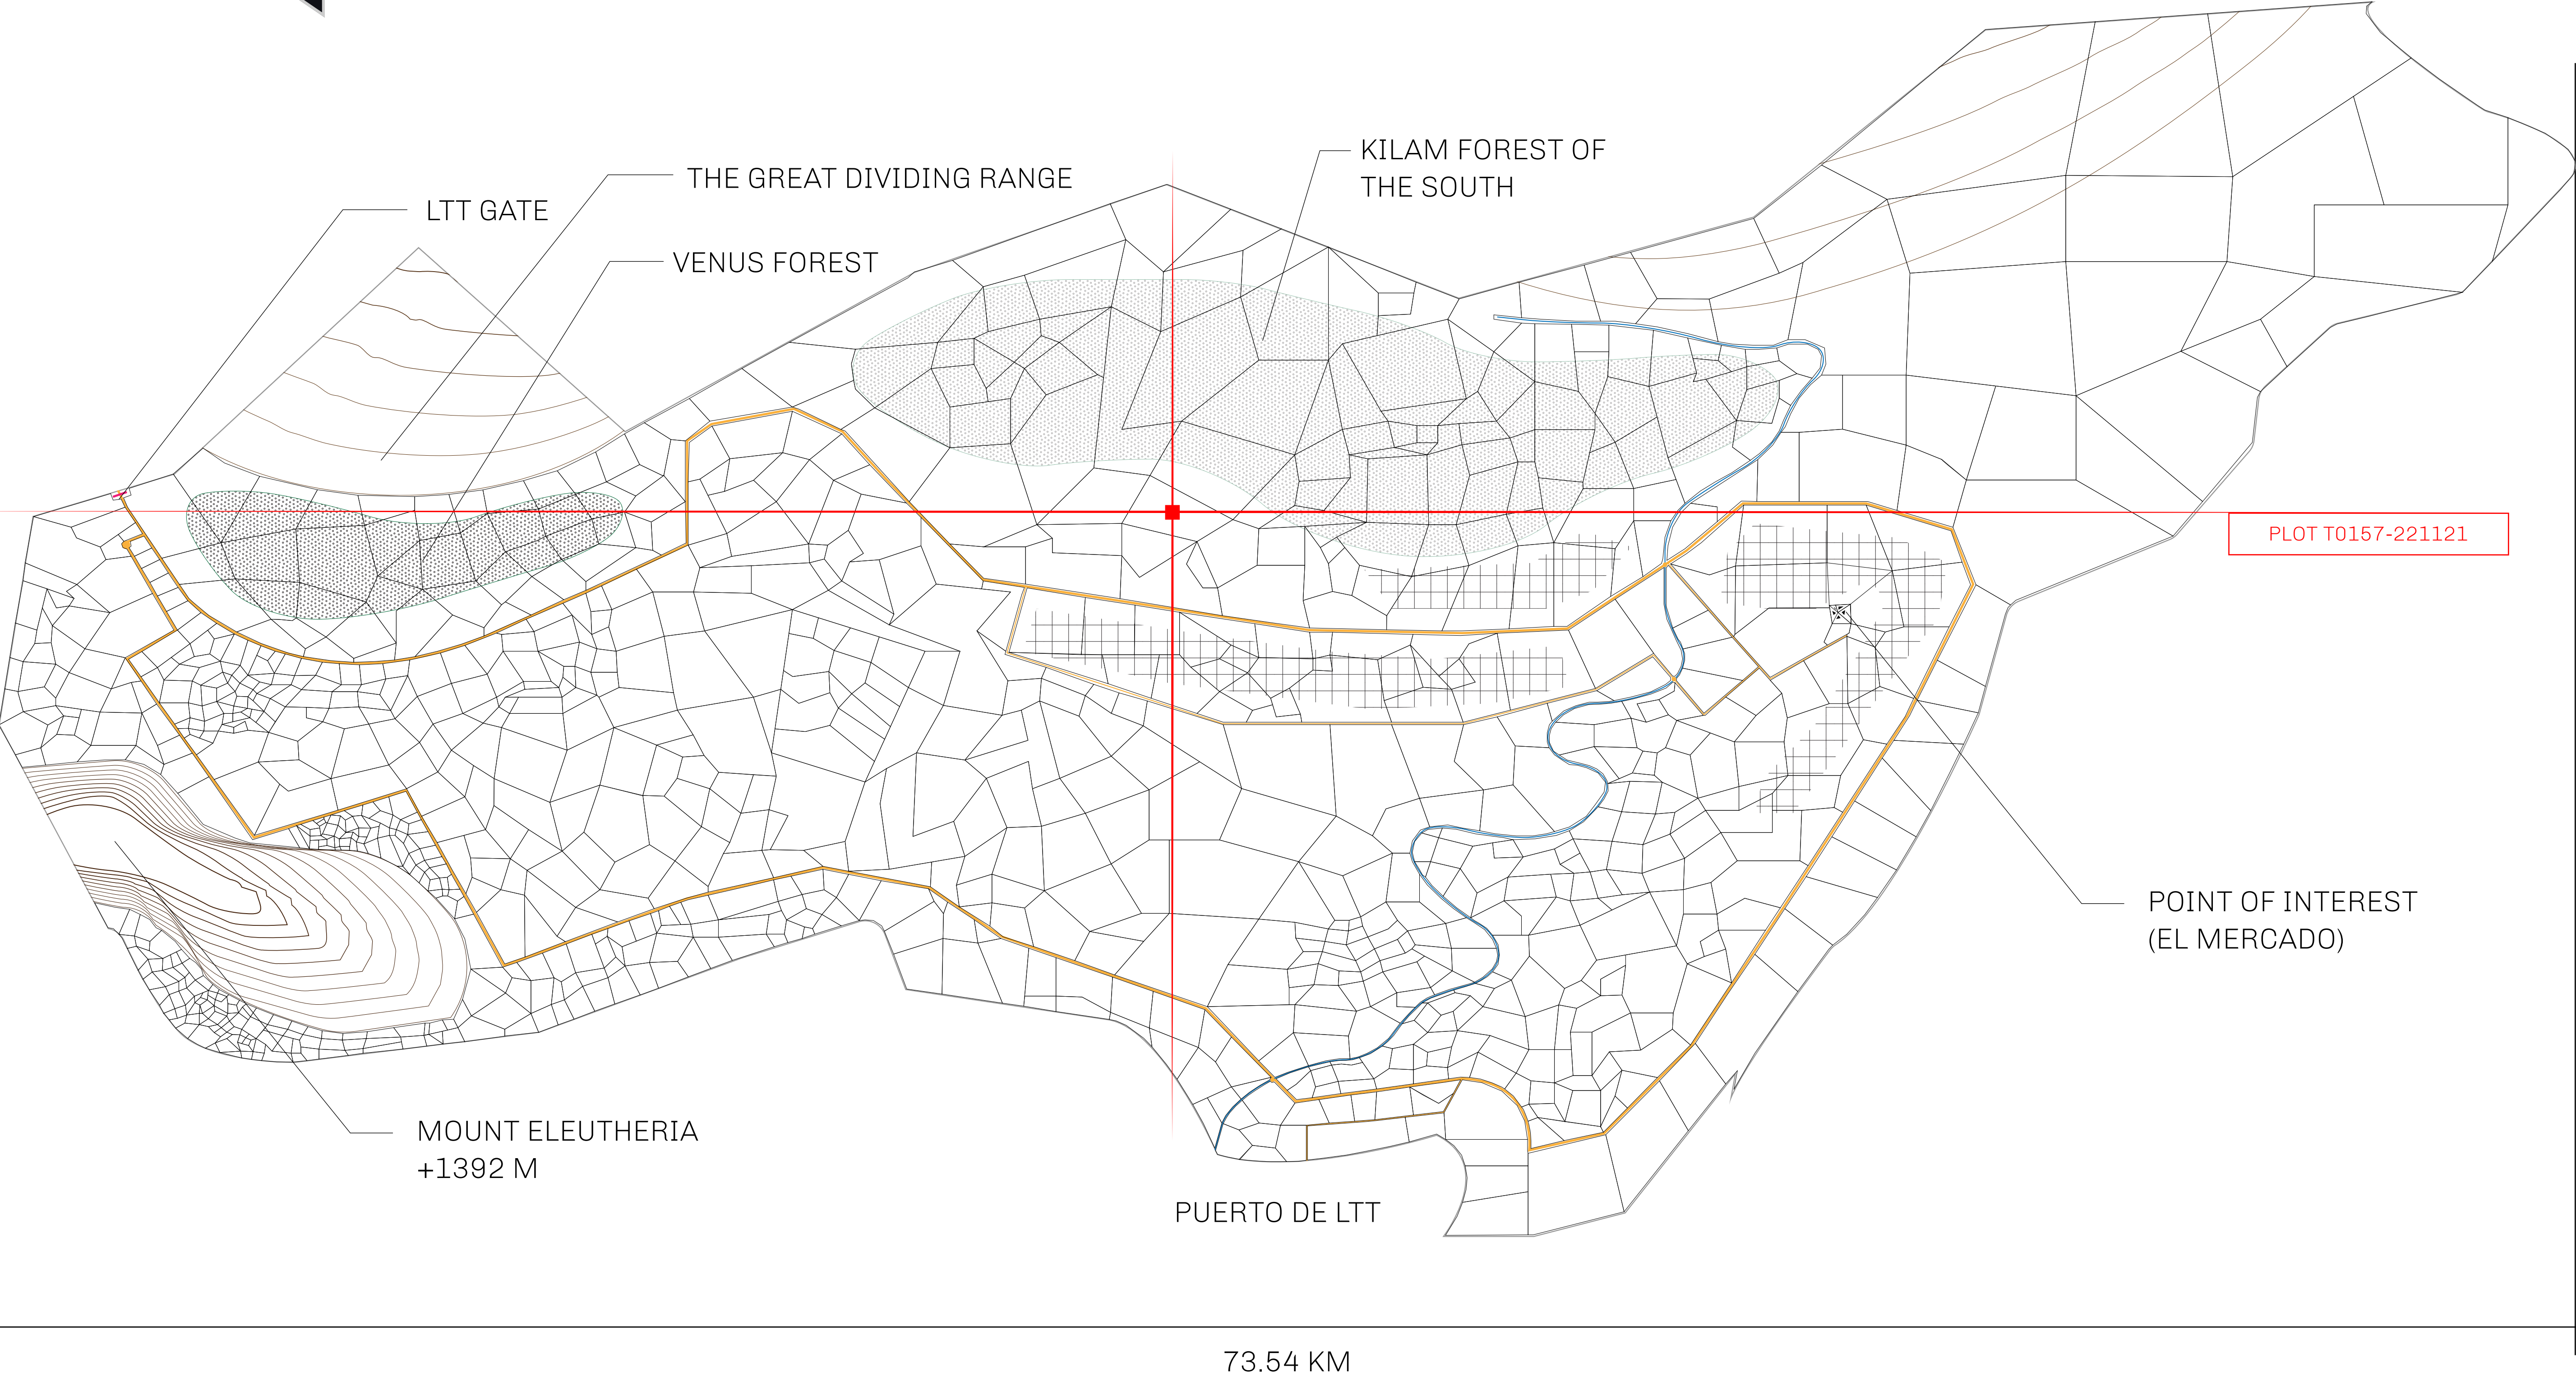 KILAM FOREST OF
THE SOUTH
THE GREAT DIVIDING RANGE
LTT GATE
VENUS FOREST
PLOT T0157-221121
POINT OF INTEREST
(EL MERCADO)
MOUNT ELEUTHERIA
+1392 M
PUERTO DE LTT
73.54 KM